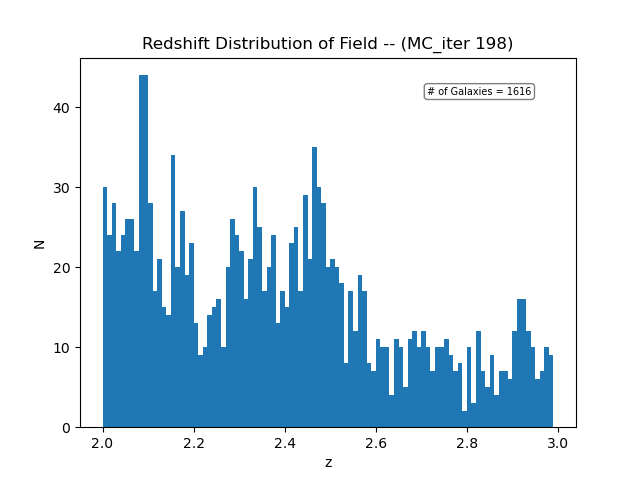 Redshift Distribution of Field -- (MC_iter 198)
# of Galaxies = 1616
N
40
30
20
10
0
2.0 2.2 2.4 2.6 2.8 3.0
z